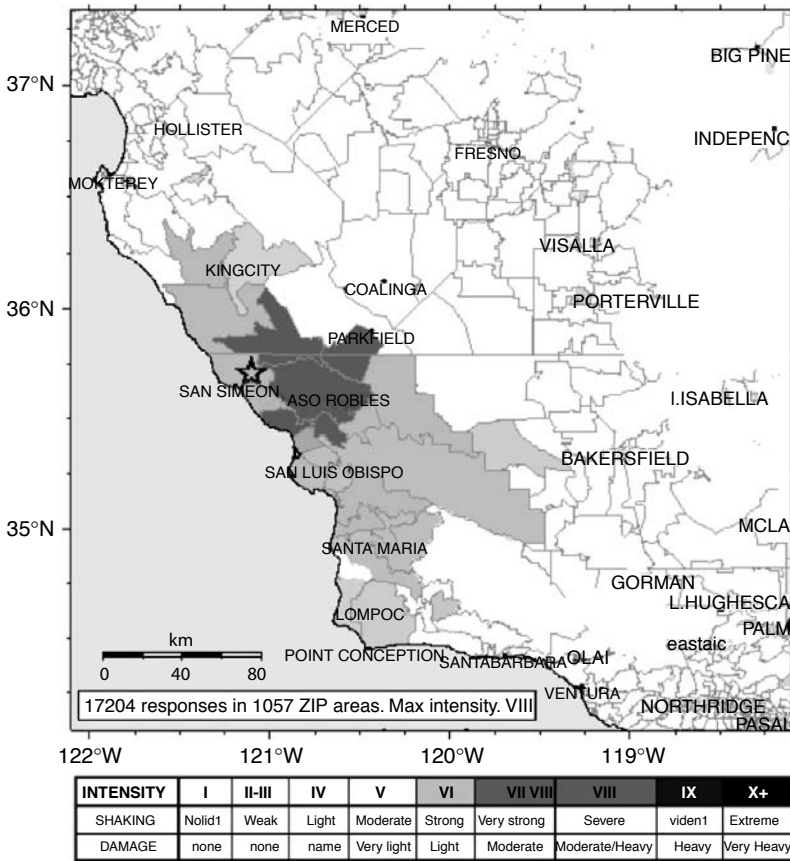 MERCED
BIG PINE
37°N
HOLLISTER
INDEPENC
FRESNO
MOKTEREY
VISALLA
KINGCITY
36°N
COALINGA
PORTERVILLE
PARKFIELD
SAN SIMEON
ASO ROBLES
I.ISABELLA
BAKERSFIELD
SAN LUIS OBISPO
35°N
MCLA
SANTA MARIA
GORMAN
L.HUGHESCA
LOMPOC
PALM
eastaic
km
POINT CONCEPTION
SANTABARBARA
OLAI
0 40 80
VENTURA
NORTHRIDGE
17204 responses in 1057 ZIP areas. Max intensity. VIII
PASAL
122°W 121°W 120°W 119°W
INTENSITY I II-III IV V VI VII VIII VIII IX X+
SHAKING Nolid1 Weak Light Moderate Strong Very strong Severe viden1 Extreme
DAMAGE none none name Very light Light Moderate Moderate/Heavy Heavy Very Heavy